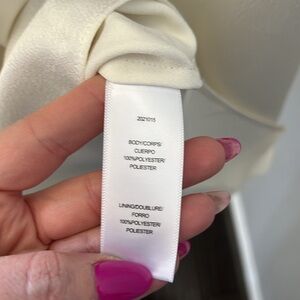 2021015
BODY/CORPS/
CUERPO
100%POLYESTER/
POLIESTER
LINING/DOUBLURE/
FORRO
100%POLYESTER/
POLIESTER